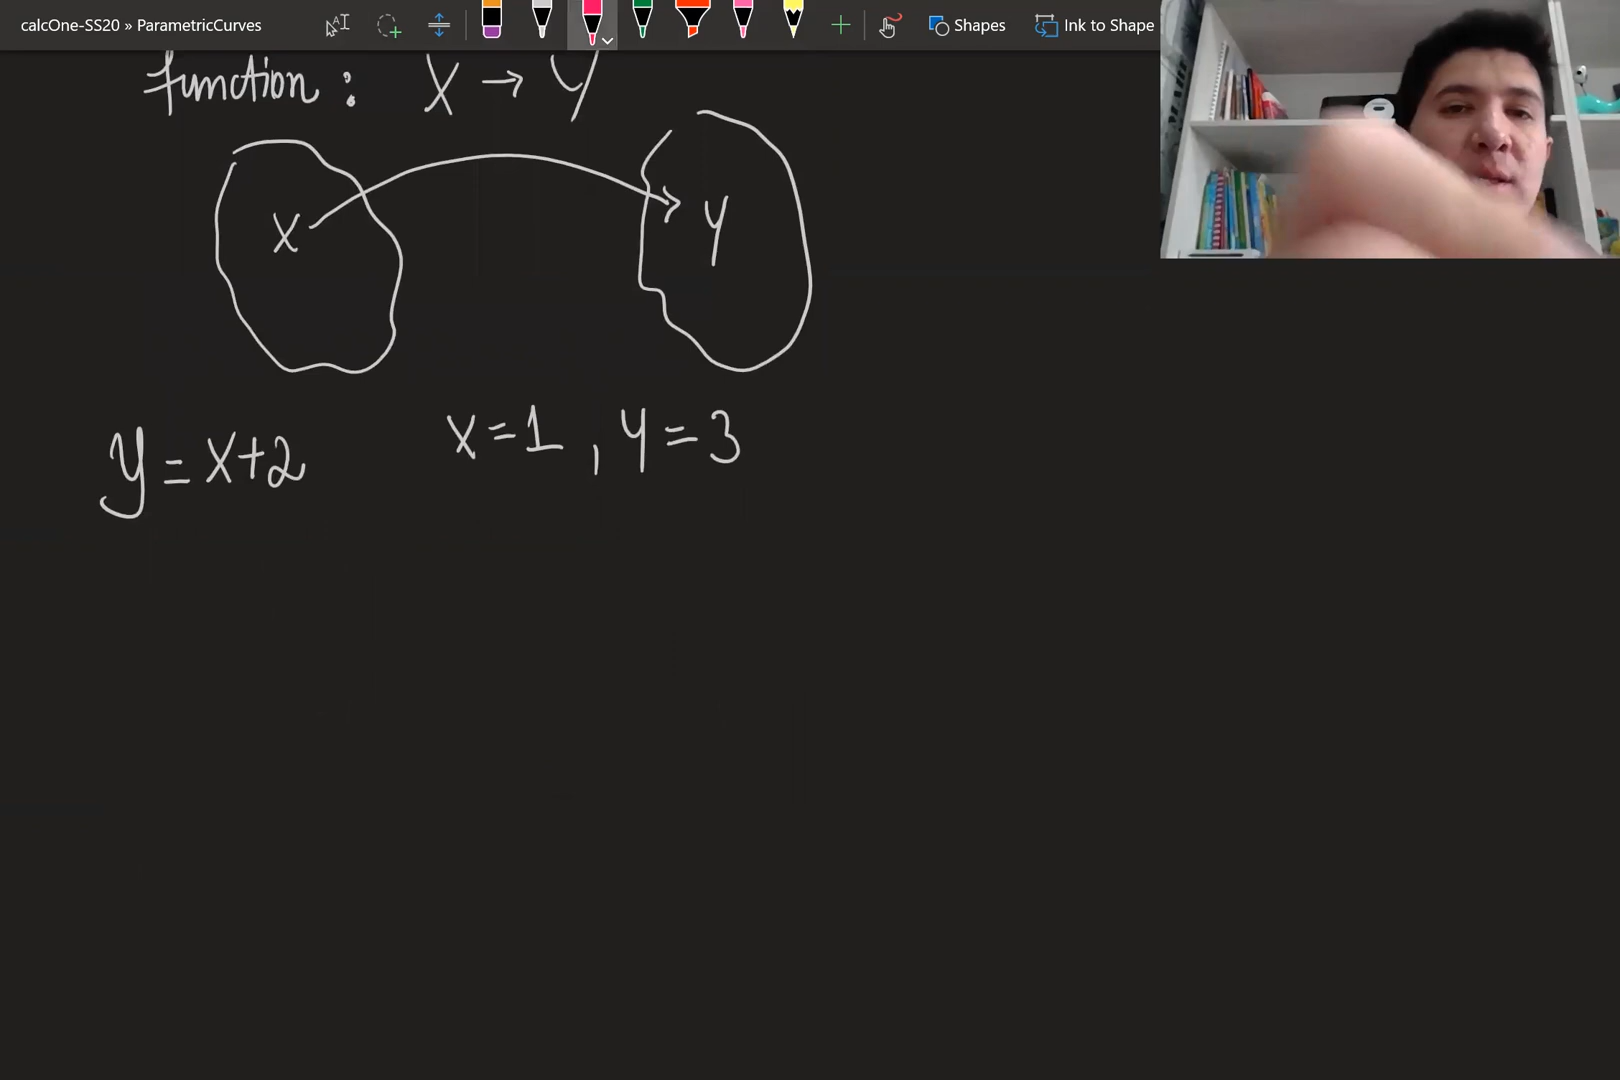 calcOne-SS20 » ParametricCurves Shapes Ink to Shape
function : X → Y
x y
y = x+2 x=1 , y=3